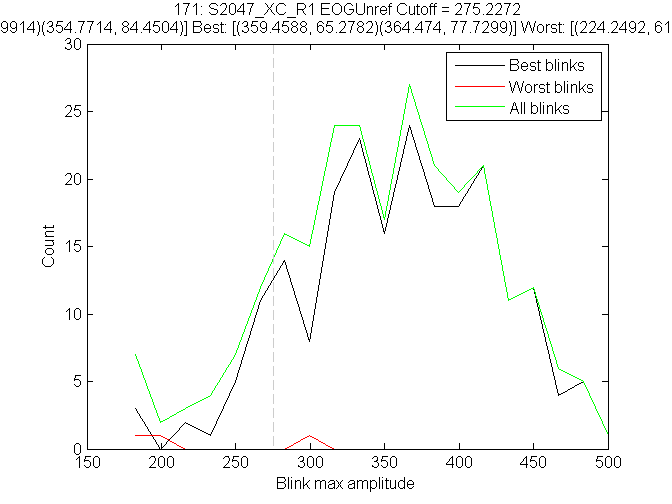 171: S2047_XC_R1 EOGUnref Cutoff = 275.2272
9914)(354.7714, 84.4504)] Best: [(359.4588, 65.2782)(364.474, 77.7299)] Worst: [(224.2492, 61
30
25
20
15
10
5
0
Count
Best blinks
Worst blinks
All blinks
150
200
250
300
350
400
450
500
Blink max amplitude